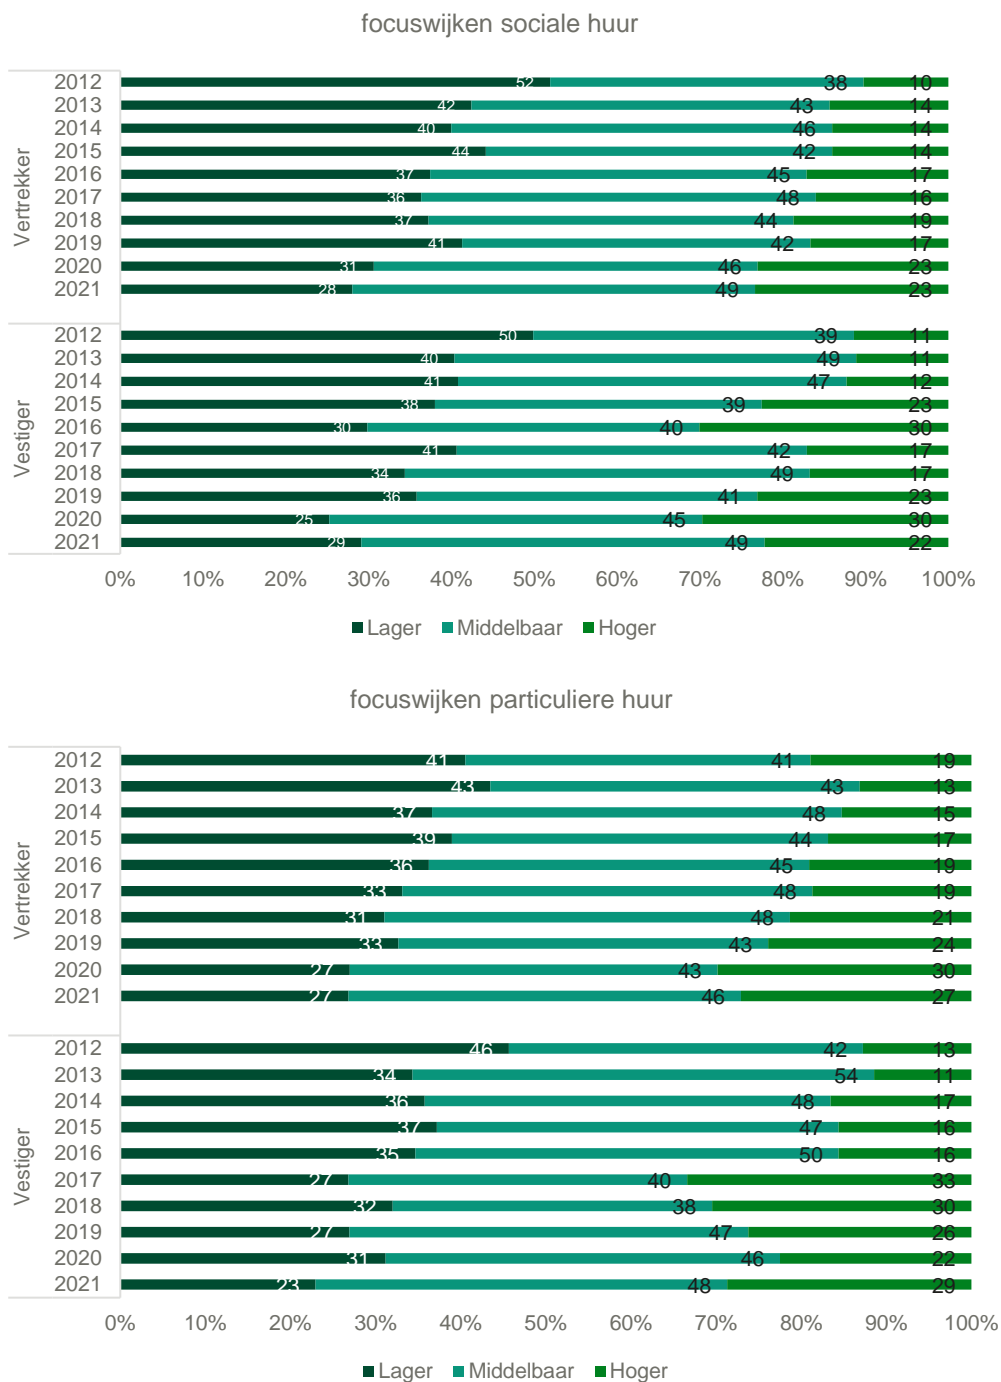 focuswijken sociale huur
Vertrekker
2012 52 38 10
2013 42 43 14
2014 40 46 14
2015 44 42 14
2016 37 45 17
2017 36 48 16
2018 37 44 19
2019 41 42 17
2020 31 46 23
2021 28 49 23
Vestiger
2012 50 39 11
2013 40 49 11
2014 41 47 12
2015 38 39 23
2016 30 40 30
2017 41 42 17
2018 34 49 17
2019 36 41 23
2020 25 45 30
2021 29 49 22
0% 10% 20% 30% 40% 50% 60% 70% 80% 90% 100%
Lager Middelbaar Hoger
focuswijken particuliere huur
Vertrekker
2012 41 41 19
2013 43 43 13
2014 37 48 15
2015 39 44 17
2016 36 45 19
2017 33 48 19
2018 31 48 21
2019 33 43 24
2020 27 43 30
2021 27 46 27
Vestiger
2012 46 42 13
2013 34 54 11
2014 36 48 17
2015 37 47 16
2016 35 50 16
2017 27 40 33
2018 32 38 30
2019 27 47 26
2020 31 46 22
2021 23 48 29
0% 10% 20% 30% 40% 50% 60% 70% 80% 90% 100%
Lager Middelbaar Hoger